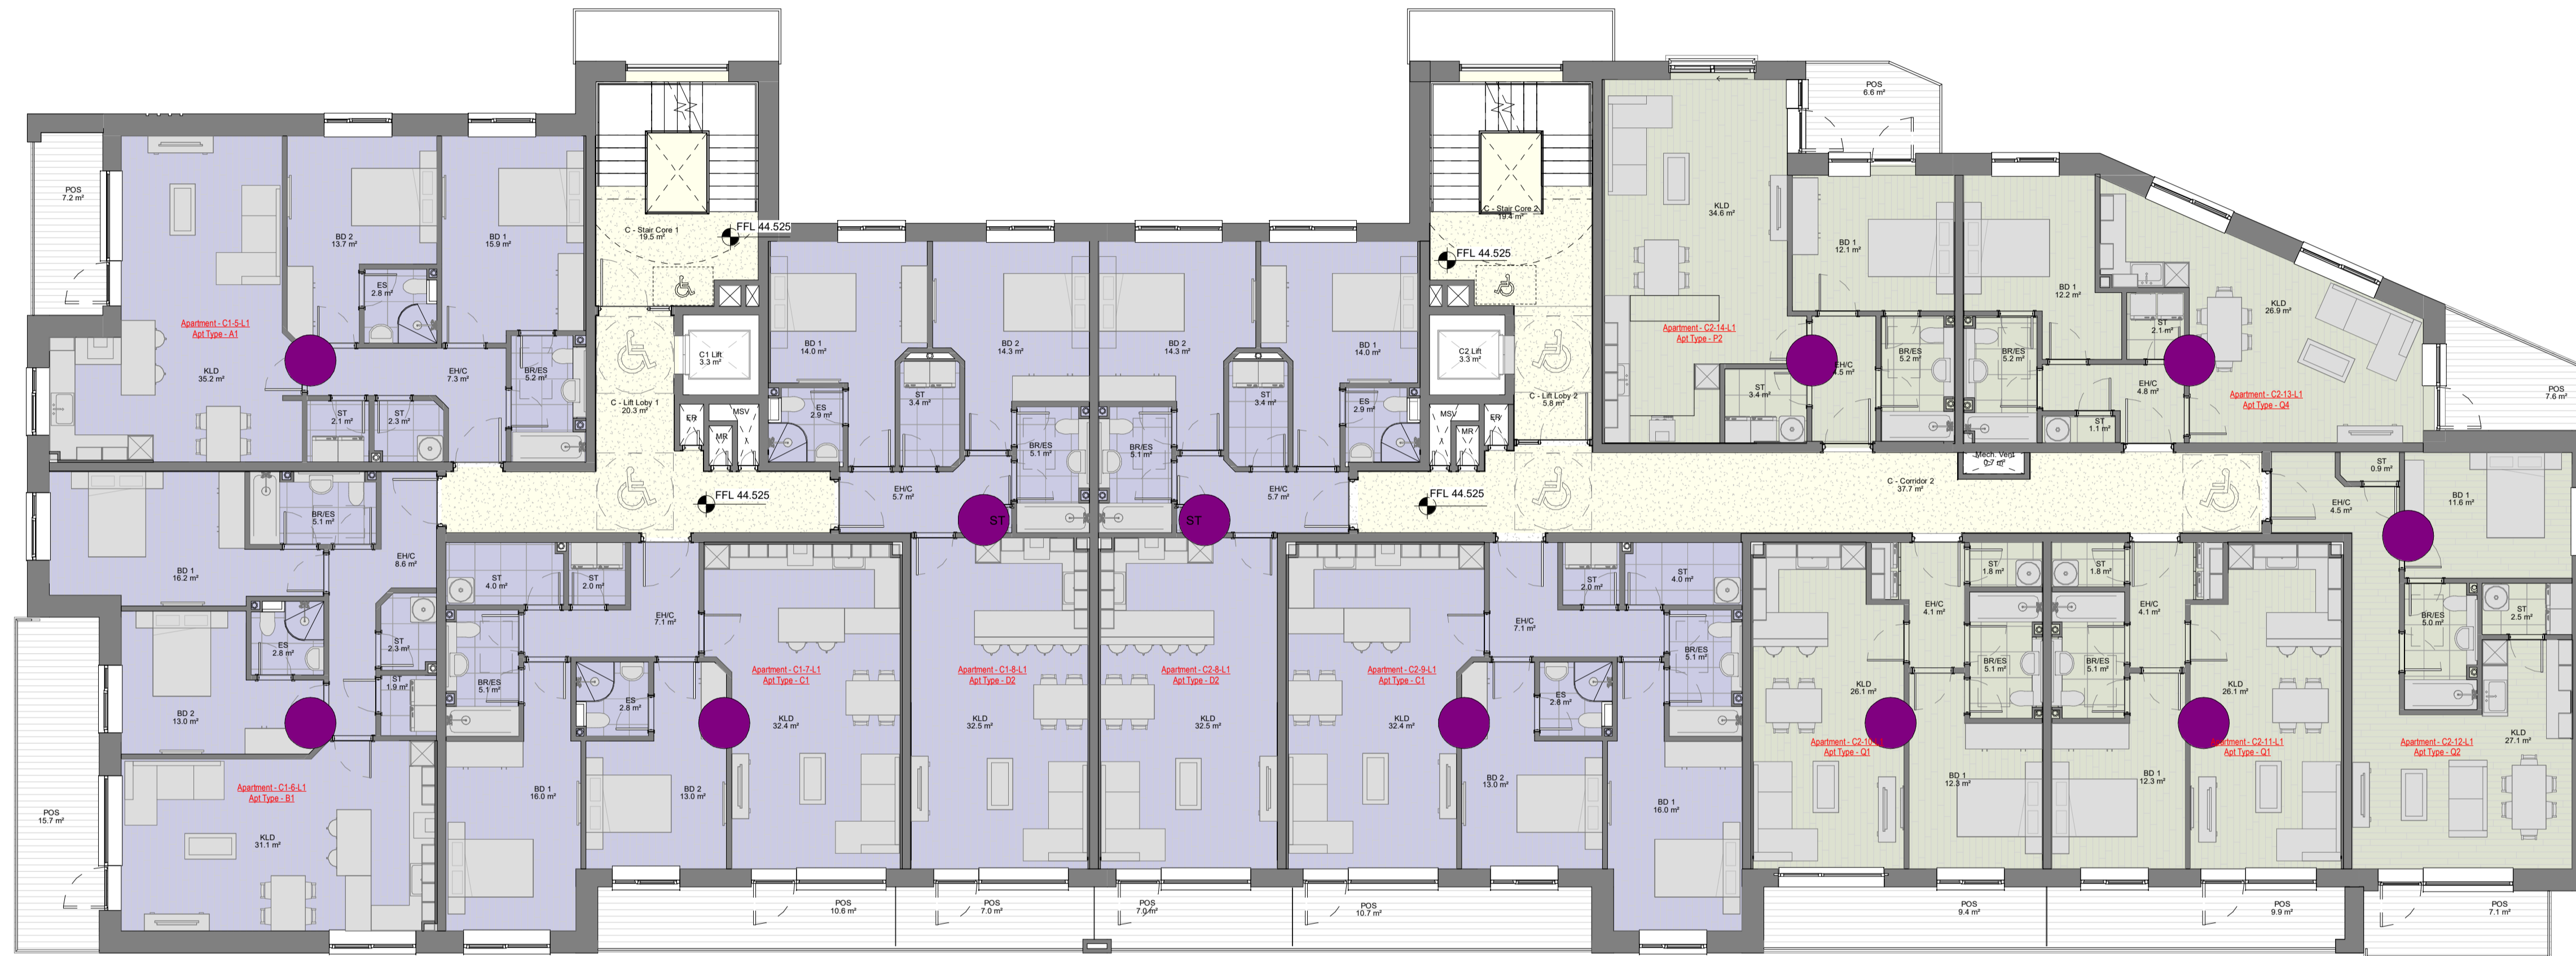 POS
7.2 m²
Apartment - C1-5-L1
Apt Type - A1
KLD
35.2 m²
BD 2
13.7 m²
BD 1
15.9 m²
ES
2.8 m²
EH/C
7.3 m²
BR/ES
5.2 m²
ST
2.1 m²
ST
2.3 m²
C - Stair Core 1
19.5 m²
FFL 44.525
C1 Lift
3.3 m²
C - Lift Loby 1
20.3 m²
ER
MSV
MR
FFL 44.525
BD 1
14.0 m²
BD 2
14.3 m²
ES
2.9 m²
ST
3.4 m²
BR/ES
5.1 m²
EH/C
5.7 m²
ST
BD 2
14.3 m²
BD 1
14.0 m²
ST
3.4 m²
ES
2.9 m²
BR/ES
5.1 m²
EH/C
5.7 m²
ST
C - Stair Core 2
19.4 m²
FFL 44.525
C2 Lift
3.3 m²
C - Lift Loby 2
5.8 m²
MSV
ER
MR
FFL 44.525
C - Corridor 2
37.7 m²
Mech. Vent
0.7 m²
POS
6.6 m²
KLD
34.6 m²
Apartment - C2-14-L1
Apt Type - P2
BD 1
12.1 m²
ST
3.4 m²
BR/ES
5.2 m²
BD 1
12.2 m²
BR/ES
5.2 m²
ST
2.1 m²
EH/C
4.8 m²
ST
1.1 m²
KLD
26.9 m²
Apartment - C2-13-L1
Apt Type - Q4
POS
7.6 m²
BD 1
16.2 m²
BR/ES
5.1 m²
EH/C
8.6 m²
BD 2
13.0 m²
ES
2.8 m²
ST
2.3 m²
ST
1.9 m²
Apartment - C1-6-L1
Apt Type - B1
KLD
31.1 m²
POS
15.7 m²
ST
4.0 m²
ST
2.0 m²
EH/C
7.1 m²
BR/ES
5.1 m²
ES
2.8 m²
BD 1
16.0 m²
BD 2
13.0 m²
Apartment - C1-7-L1
Apt Type - C1
KLD
32.4 m²
POS
10.6 m²
Apartment - C1-8-L1
Apt Type - D2
KLD
32.5 m²
POS
7.0 m²
Apartment - C2-8-L1
Apt Type - D2
KLD
32.5 m²
POS
7.0 m²
Apartment - C2-9-L1
Apt Type - C1
KLD
32.4 m²
POS
10.7 m²
ST
2.0 m²
ST
4.0 m²
EH/C
7.1 m²
BR/ES
5.1 m²
ES
2.8 m²
BD 2
13.0 m²
BD 1
16.0 m²
KLD
26.1 m²
Apt Type - Q1
EH/C
4.1 m²
ST
1.8 m²
BR/ES
5.1 m²
BD 1
12.3 m²
POS
9.4 m²
ST
1.8 m²
EH/C
4.1 m²
BR/ES
5.1 m²
BD 1
12.3 m²
KLD
26.1 m²
Apartment - C2-11-L1
Apt Type - Q1
POS
9.9 m²
ST
0.9 m²
EH/C
4.5 m²
BD 1
11.6 m²
BR/ES
5.0 m²
ST
2.5 m²
KLD
27.1 m²
Apartment - C2-12-L1
Apt Type - Q2
POS
7.1 m²